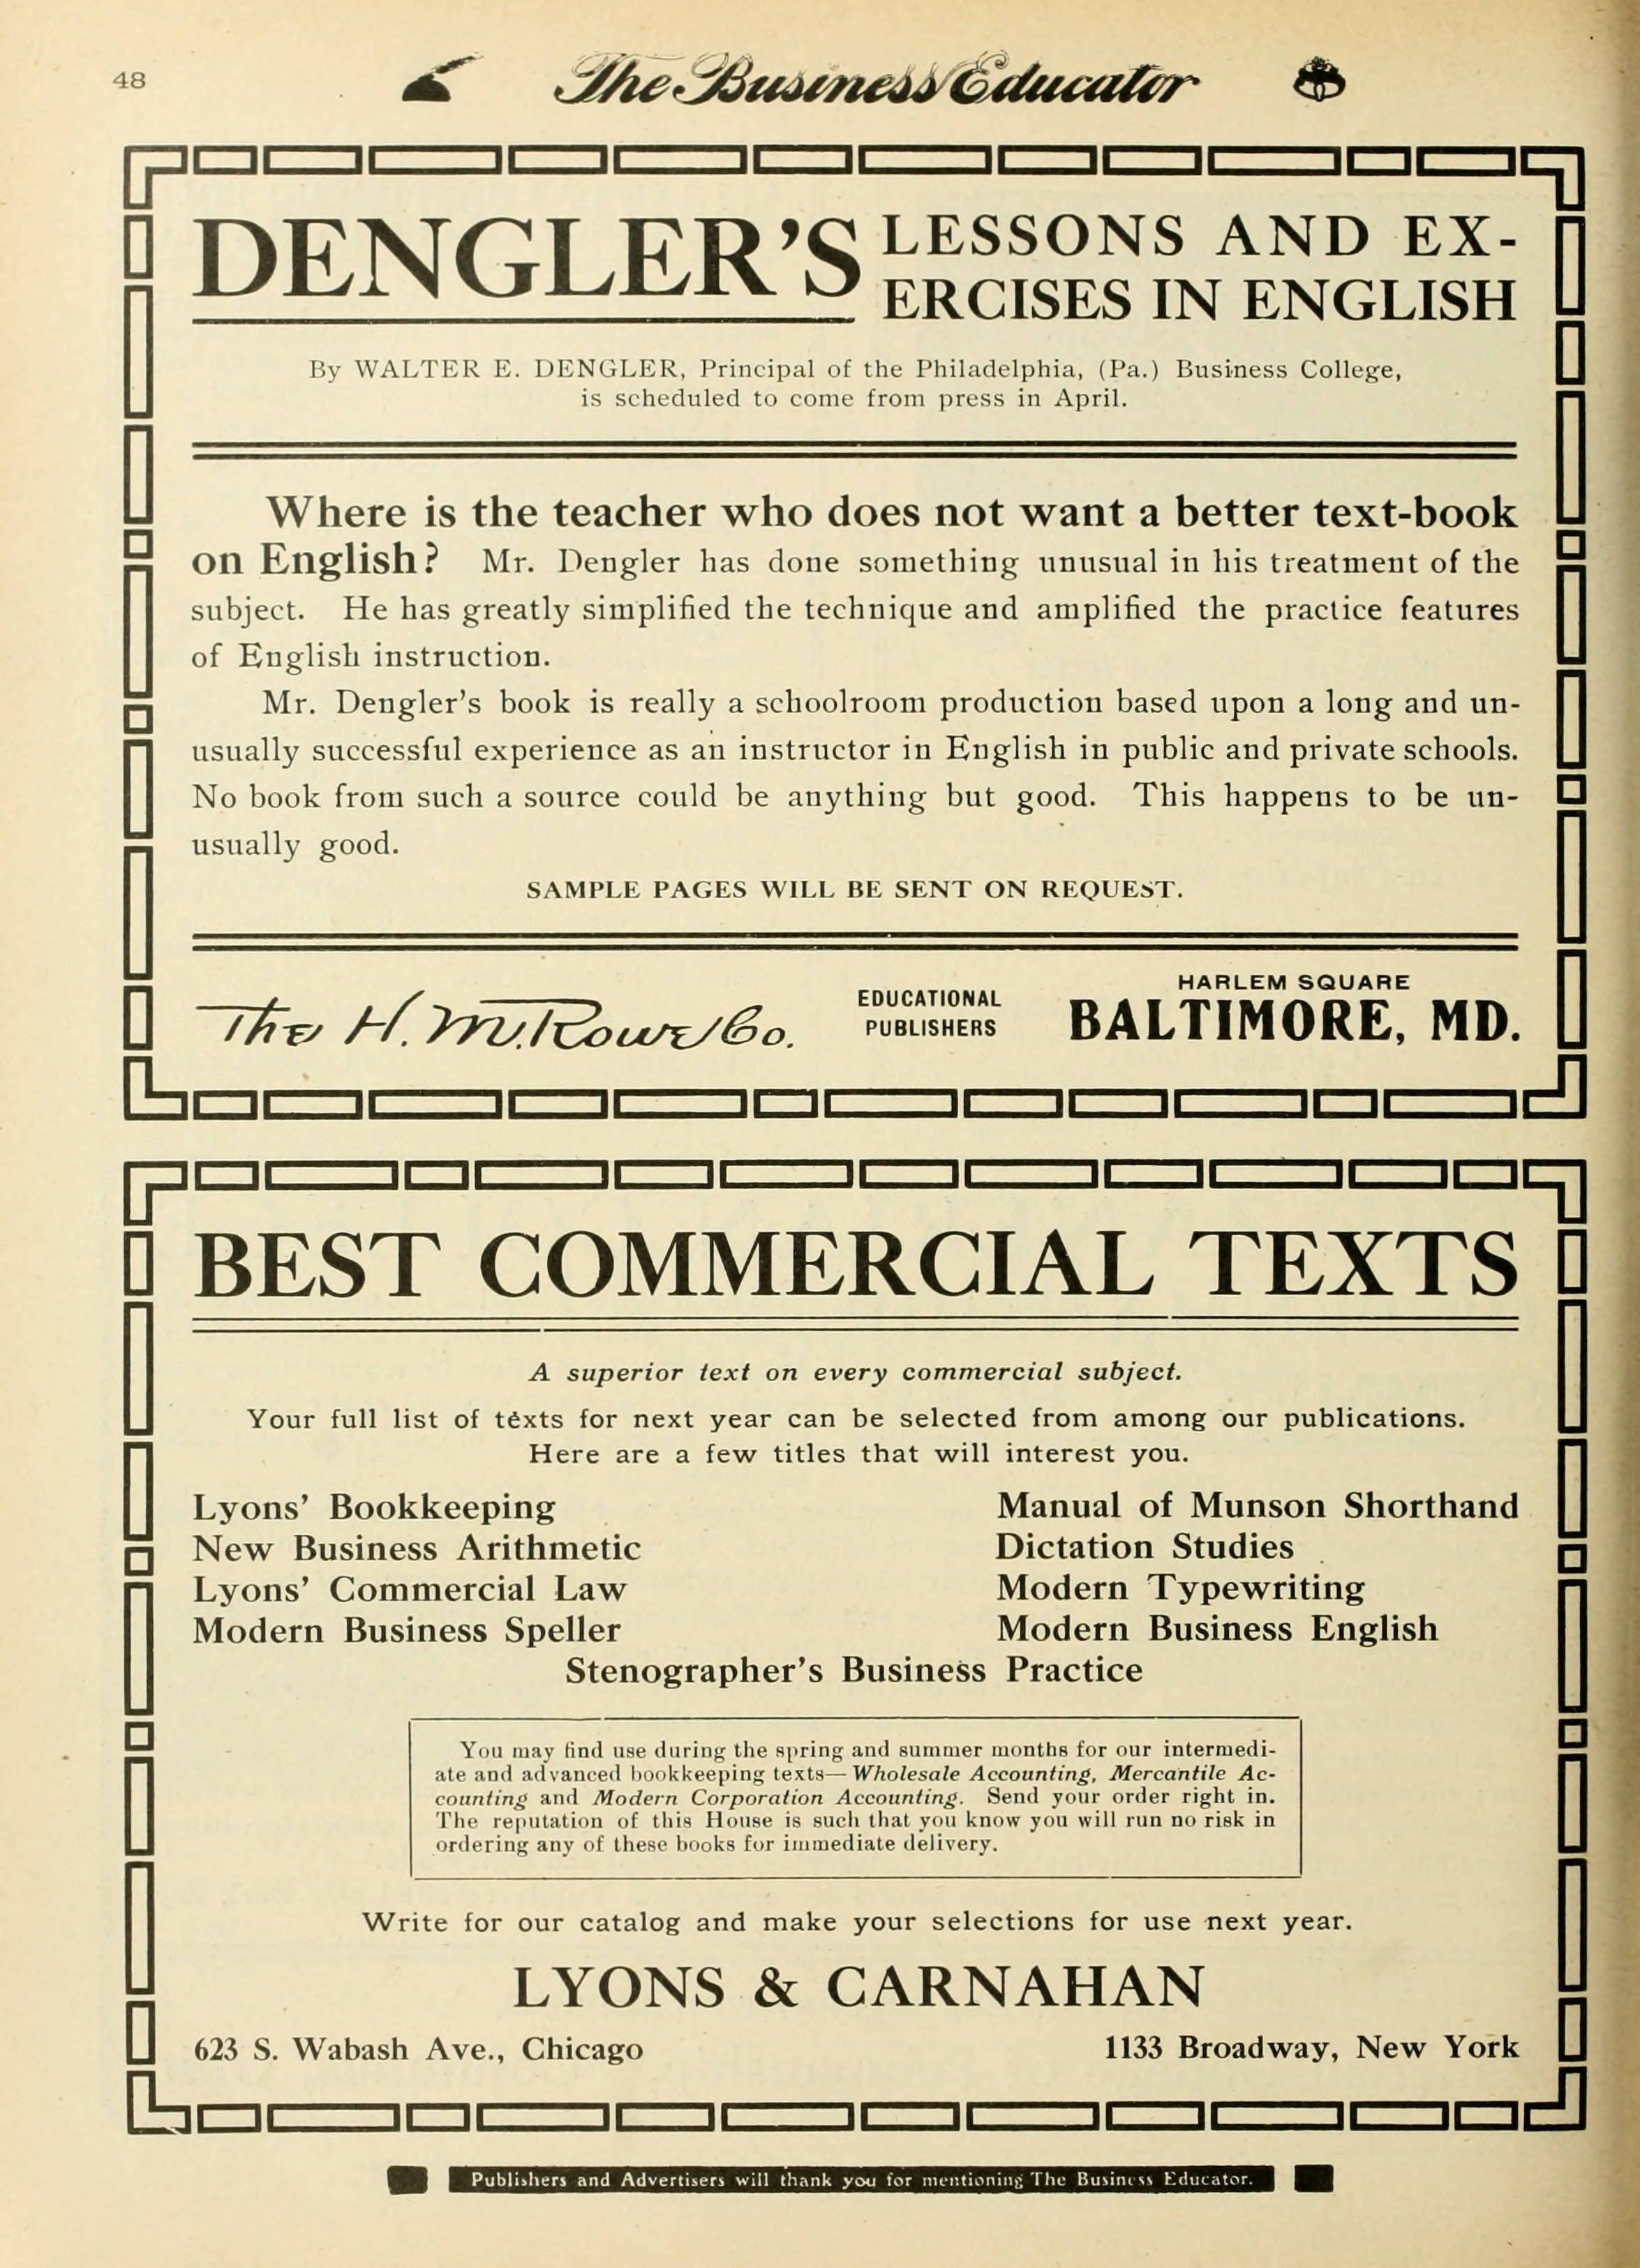 48
The Business Educator
DENGLER'S LESSONS AND EX-
ERCISES IN ENGLISH
By WALTER E. DENGLER, Principal of the Philadelphia, (Pa.) Business College,
is scheduled to come from press in April.
Where is the teacher who does not want a better text-book
on English? Mr. Dengler has done something unusual in his treatment of the
subject. He has greatly simplified the technique and amplified the practice features
of English instruction.
Mr. Dengler's book is really a schoolroom production based upon a long and un-
usually successful experience as an instructor in English in public and private schools.
No book from such a source could be anything but good. This happens to be un-
usually good.
SAMPLE PAGES WILL BE SENT ON REQUEST.
The H. M. Rowe Co.
EDUCATIONAL
PUBLISHERS
HARLEM SQUARE
BALTIMORE, MD.
BEST COMMERCIAL TEXTS
A superior text on every commercial subject.
Your full list of texts for next year can be selected from among our publications.
Here are a few titles that will interest you.
Lyons' Bookkeeping
New Business Arithmetic
Lyons' Commercial Law
Modern Business Speller
Manual of Munson Shorthand
Dictation Studies
Modern Typewriting
Modern Business English
Stenographer's Business Practice
You may find use during the spring and summer months for our intermedi-
ate and advanced bookkeeping texts—Wholesale Accounting, Mercantile Ac-
counting and Modern Corporation Accounting. Send your order right in.
The reputation of this House is such that you know you will run no risk in
ordering any of these books for immediate delivery.
Write for our catalog and make your selections for use next year.
LYONS & CARNAHAN
623 S. Wabash Ave., Chicago
1133 Broadway, New York
Publishers and Advertisers will thank you for mentioning The Business Educator.